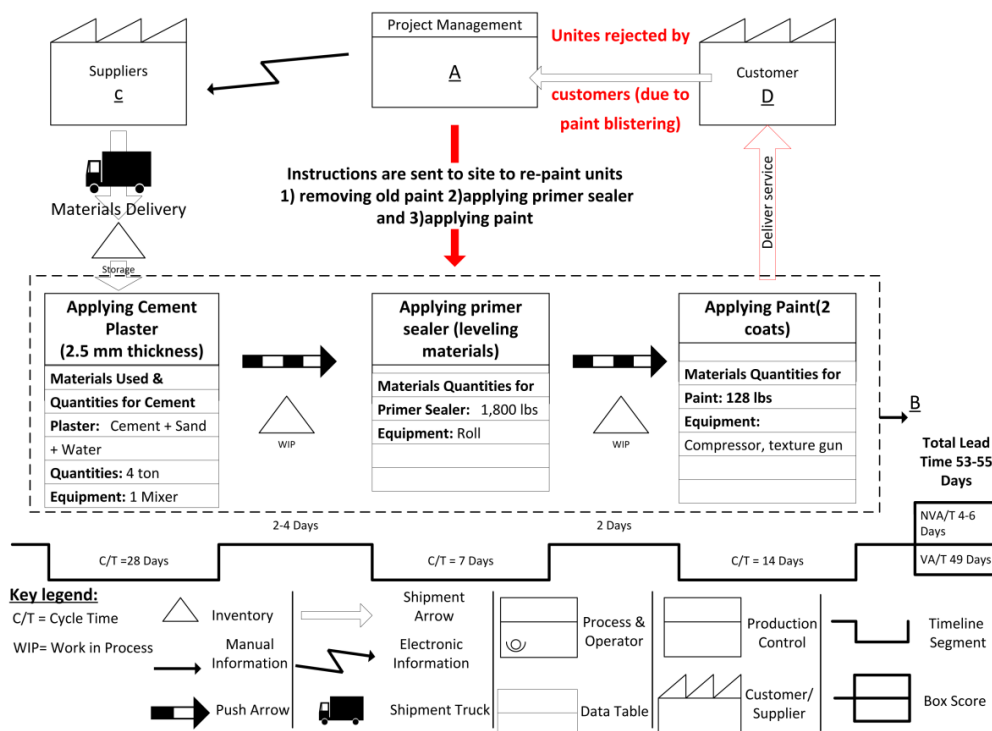 Project Management
A
Suppliers
c
Unites rejected by
customers (due to
paint blistering)
Customer
D
Materials Delivery
Storage
Instructions are sent to site to re-paint units
1) removing old paint 2)applying primer sealer
and 3)applying paint
Deliver service
Applying Cement
Plaster
(2.5 mm thickness)
Materials Used &
Quantities for Cement
Plaster: Cement + Sand
+ Water
Quantities: 4 ton
Equipment: 1 Mixer
WIP
Applying primer
sealer (leveling
materials)
Materials Quantities for
Primer Sealer: 1,800 lbs
Equipment: Roll
WIP
Applying Paint(2
coats)
Materials Quantities for
Paint: 128 lbs
Equipment:
Compressor, texture gun
B
Total Lead
Time 53-55
Days
NVA/T 4-6
Days
VA/T 49 Days
2-4 Days
2 Days
C/T =28 Days
C/T = 7 Days
C/T = 14 Days
Key legend:
C/T = Cycle Time
WIP= Work in Process
Inventory
Manual
Information
Push Arrow
Shipment
Arrow
Electronic
Information
Shipment Truck
Process &
Operator
Data Table
Production
Control
Customer/
Supplier
Timeline
Segment
Box Score